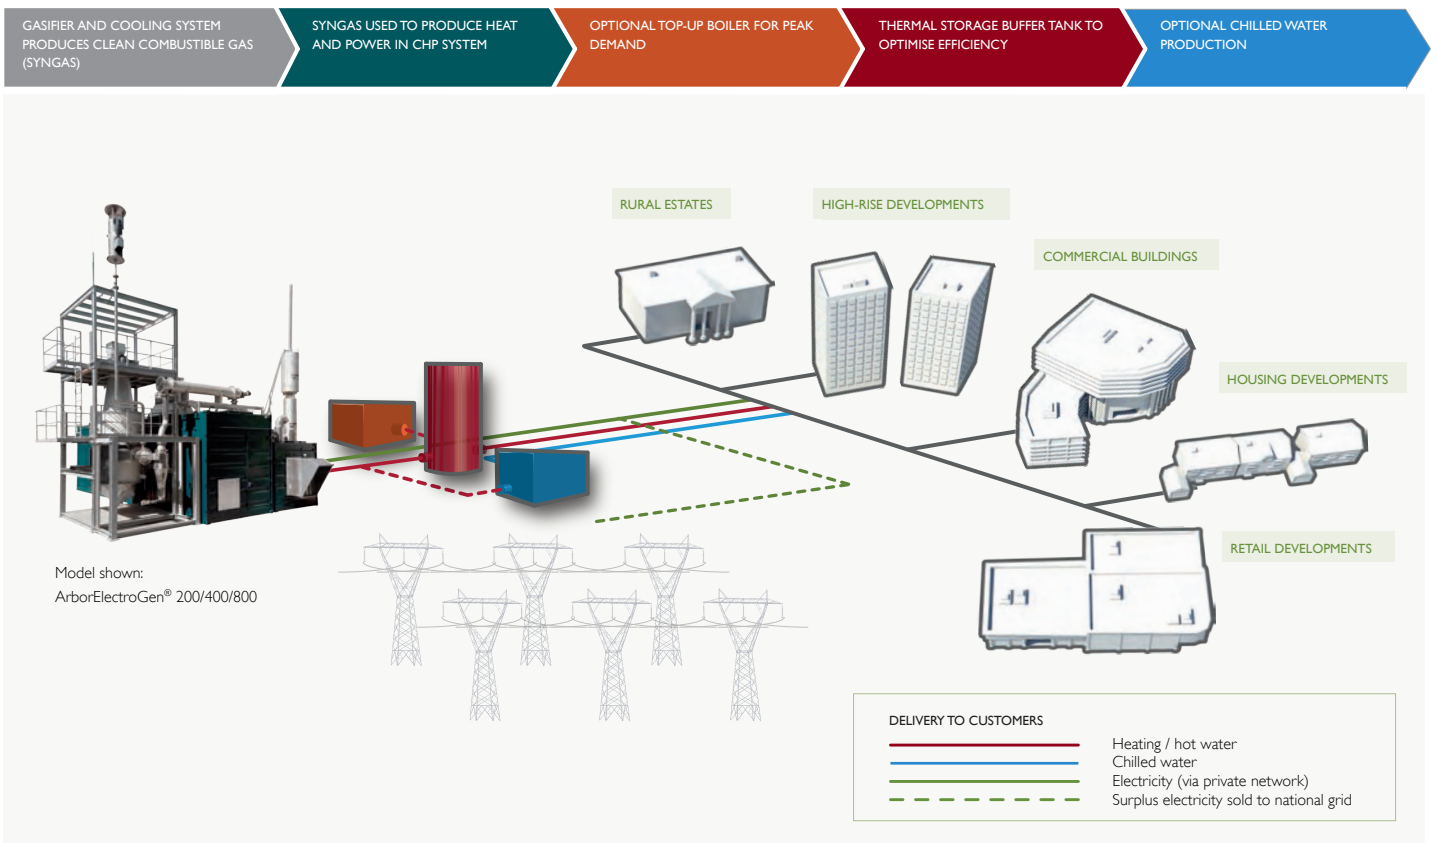 GASIFIER AND COOLING SYSTEM
PRODUCES CLEAN COMBUSTIBLE GAS
(SYNGAS)
SYNGAS USED TO PRODUCE HEAT
AND POWER IN CHP SYSTEM
OPTIONAL TOP-UP BOILER FOR PEAK
DEMAND
THERMAL STORAGE BUFFER TANK TO
OPTIMISE EFFICIENCY
OPTIONAL CHILLED WATER
PRODUCTION
RURAL ESTATES
HIGH-RISE DEVELOPMENTS
COMMERCIAL BUILDINGS
HOUSING DEVELOPMENTS
RETAIL DEVELOPMENTS
Model shown:
ArborElectroGen® 200/400/800
DELIVERY TO CUSTOMERS
Heating / hot water
Chilled water
Electricity (via private network)
Surplus electricity sold to national grid